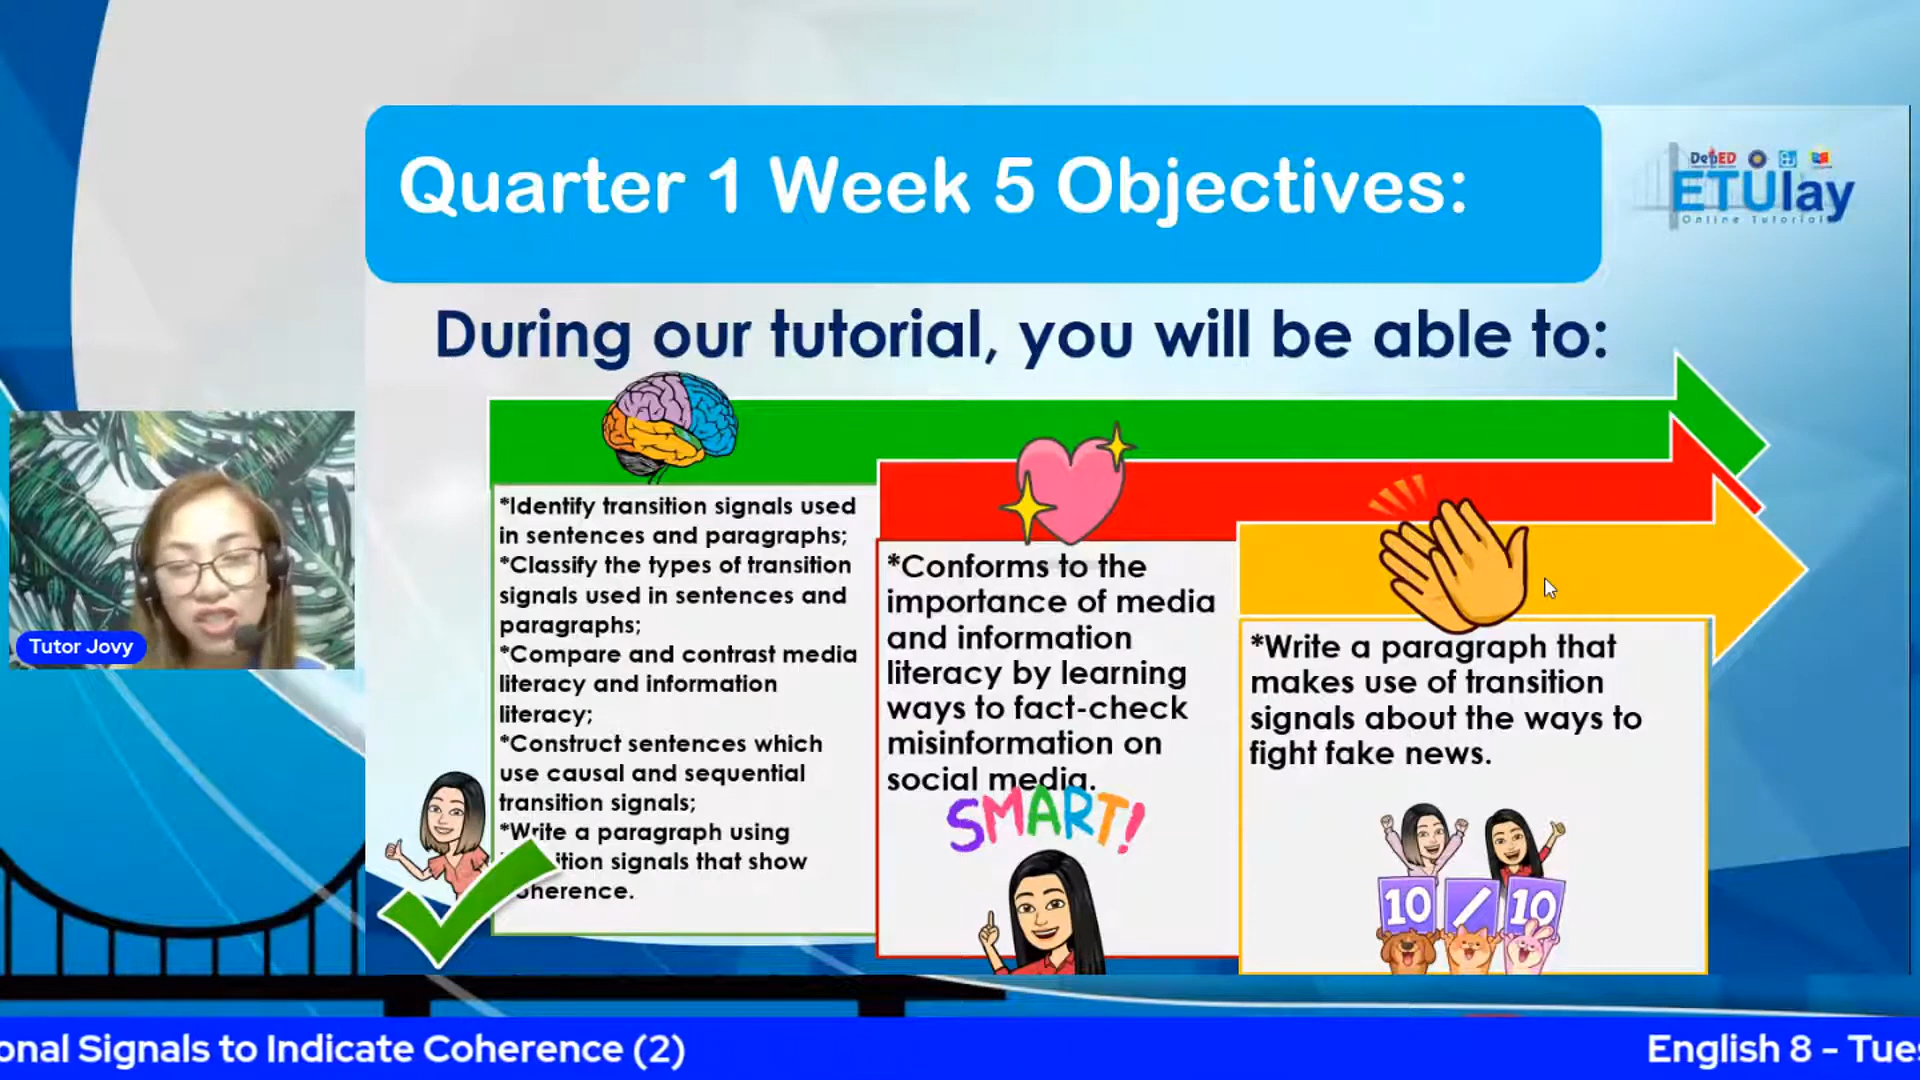 Quarter 1 Week 5 Objectives:
DepED
ETUlay
Online Tutorial
During our tutorial, you will be able to:
*Identify transition signals used
in sentences and paragraphs;
*Classify the types of transition
signals used in sentences and
paragraphs;
*Compare and contrast media
literacy and information
literacy;
*Construct sentences which
use causal and sequential
transition signals;
*Write a paragraph using
signals that show
*Conforms to the
importance of media
and information
literacy by learning
ways to fact-check
misinformation on
social media.
SMART!
*Write a paragraph that
makes use of transition
signals about the ways to
fight fake news.
10 / 10
Tutor Jovy
onal Signals to Indicate Coherence (2)
English 8 - Tues